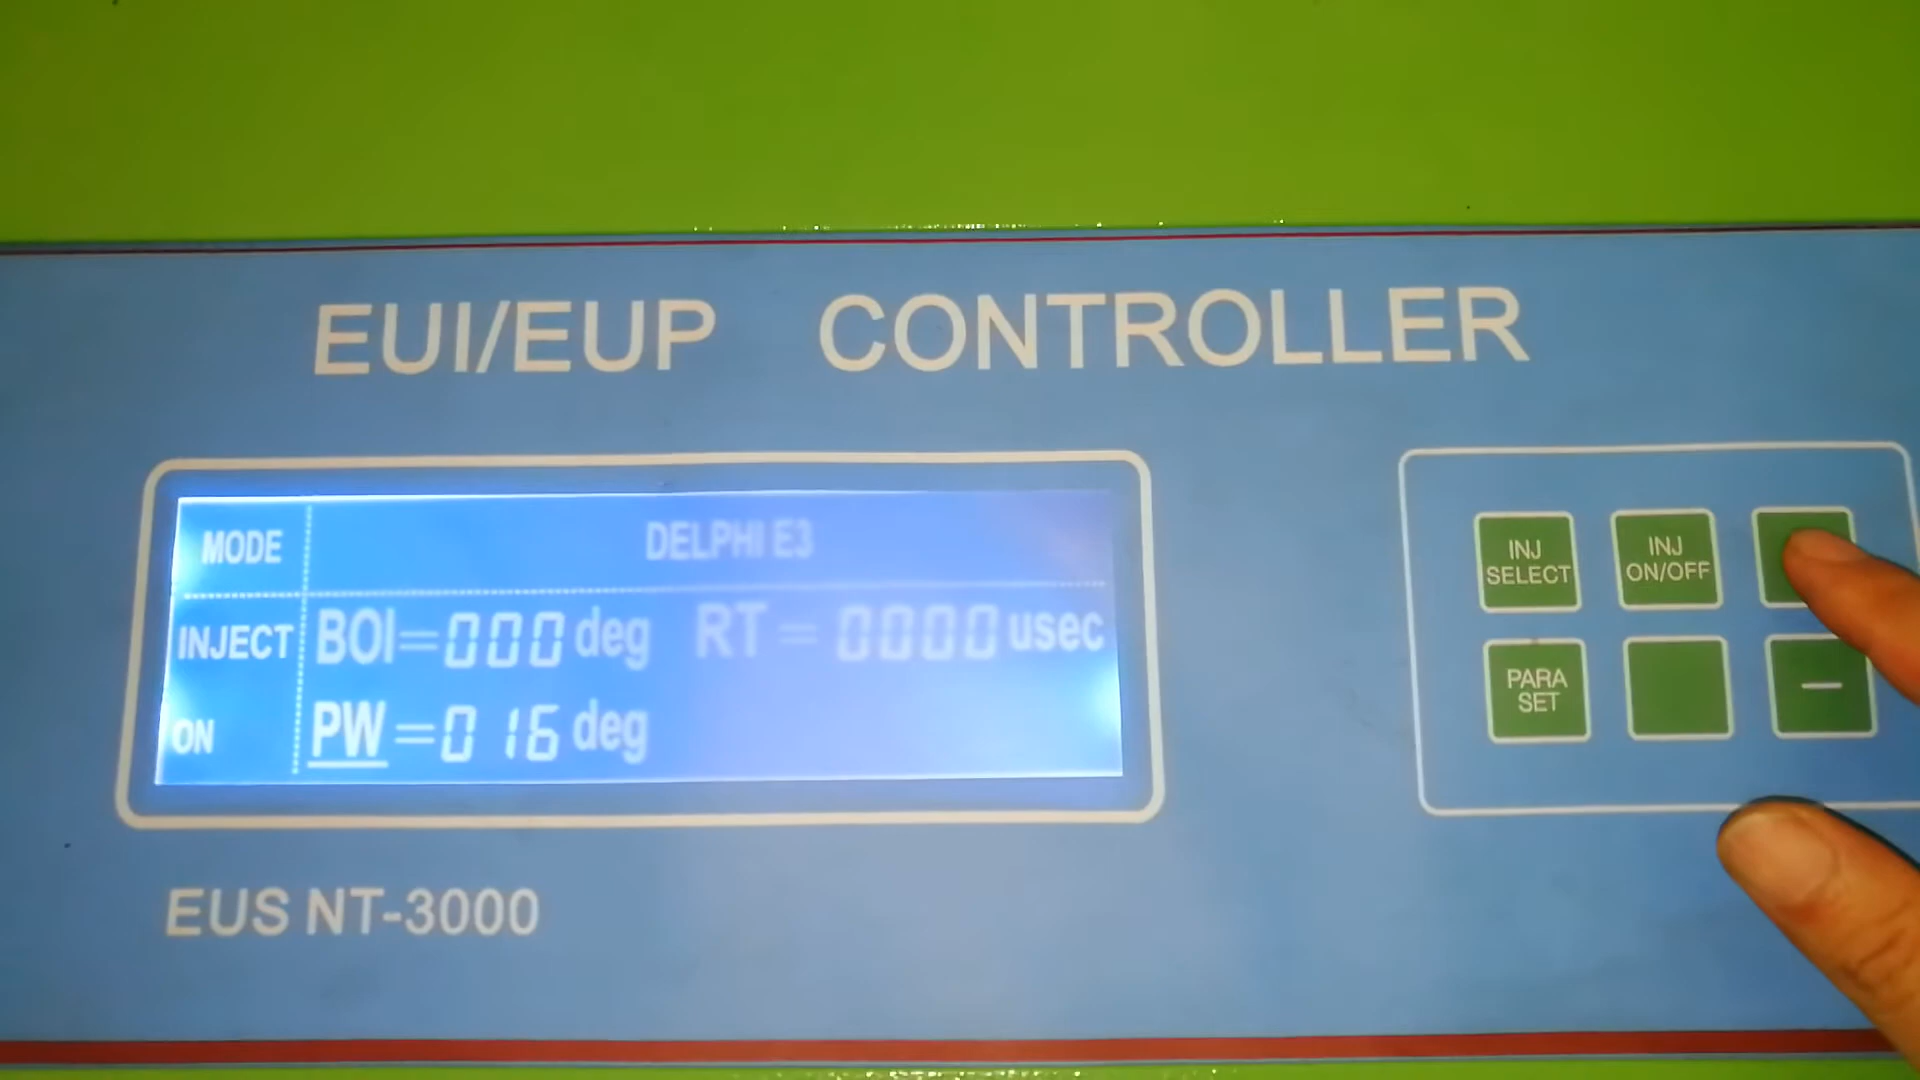 EUI/EUP CONTROLLER
MODE DELPHI E3
INJECT BOI=000 deg RT = 0000 usec
ON PW =016 deg
INJ SELECT
INJ ON/OFF
PARA SET
–
EUS NT-3000